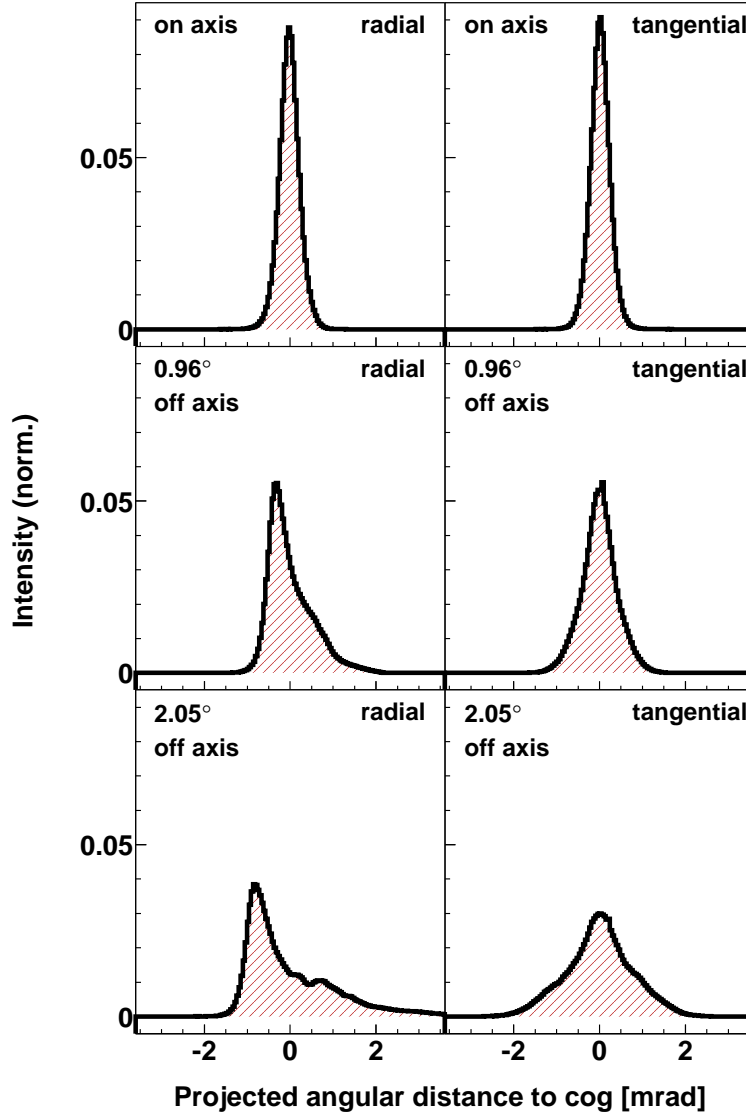 on axis radial
on axis tangential
0.05
0
0.96° radial
off axis
0.96° tangential
off axis
0.05
0
2.05° radial
off axis
2.05° tangential
off axis
0.05
0
-2 0 2 -2 0 2
Intensity (norm.)
Projected angular distance to cog [mrad]